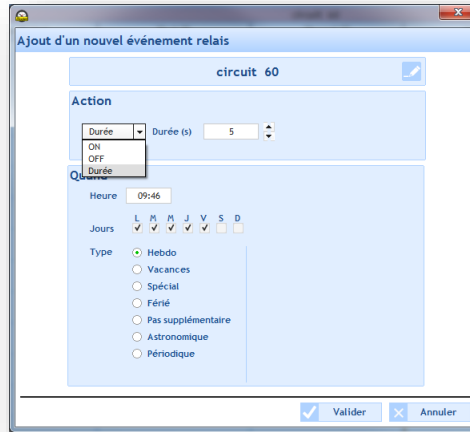 Ajout d'un nouvel événement relais
circuit 60
Action
Durée Durée (s) 5
ON
OFF
Durée
Quand
Heure 09:46
L M M J V S D
Jours
Type Hebdo
Vacances
Spécial
Férié
Pas supplémentaire
Astronomique
Périodique
Valider Annuler